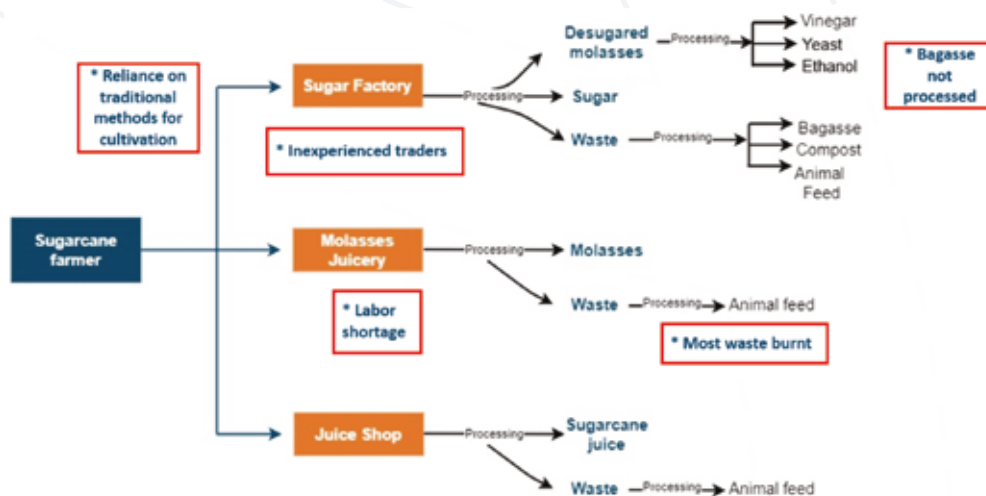 * Reliance on
traditional
methods for
cultivation
Sugar Factory
* Inexperienced traders
Processing
Desugared
molasses
Processing
Vinegar
Yeast
Ethanol
* Bagasse
not
processed
Sugar
Waste
Processing
Bagasse
Compost
Animal
Feed
Sugarcane
farmer
Molasses
Juicery
Processing
Molasses
* Labor
shortage
Waste
Processing
Animal feed
* Most waste burnt
Juice Shop
Processing
Sugarcane
juice
Waste
Processing
Animal feed